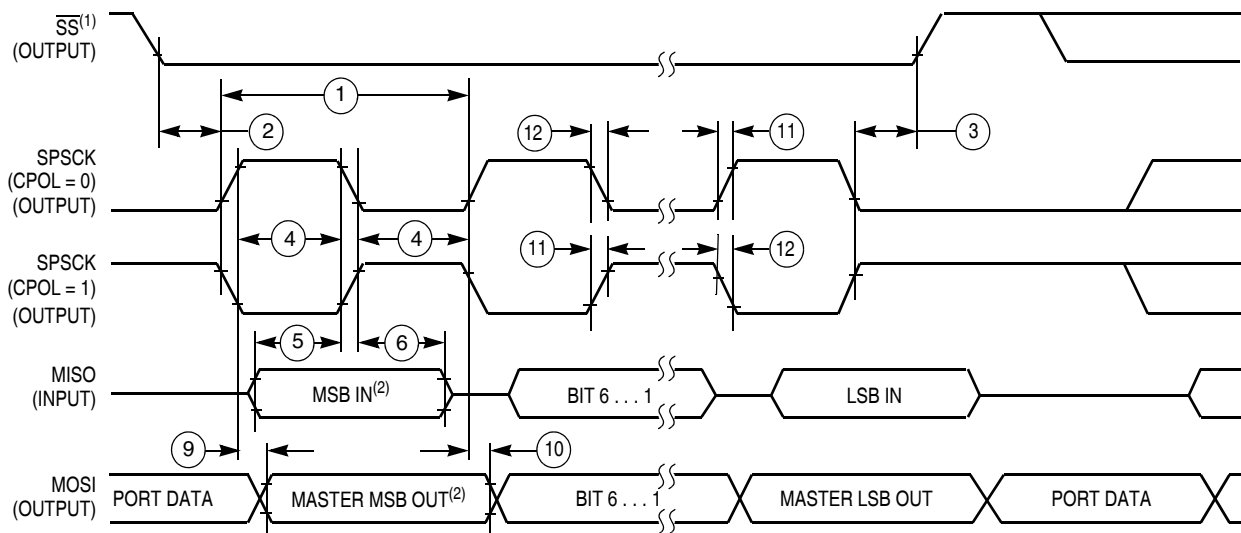 SS(1)
(OUTPUT)
1
2
12
11
3
SPSCK
(CPOL = 0)
(OUTPUT)
4
4
11
12
SPSCK
(CPOL = 1)
(OUTPUT)
5
6
MISO
(INPUT)
MSB IN(2)
BIT 6 . . . 1
LSB IN
9
10
MOSI
(OUTPUT)
PORT DATA
MASTER MSB OUT(2)
BIT 6 . . . 1
MASTER LSB OUT
PORT DATA